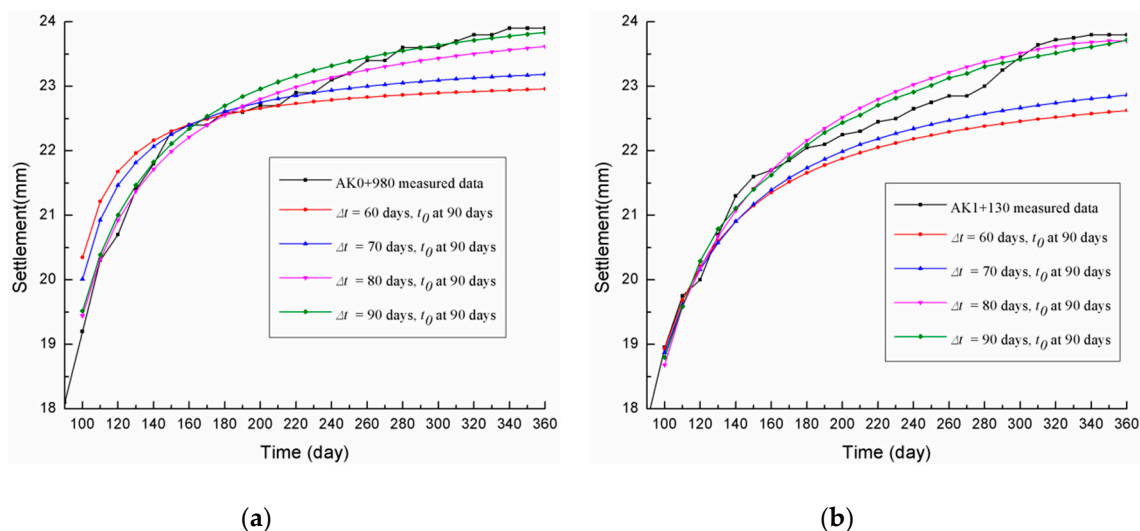 24
23
22
21
20
19
18
Settlement(mm)
AK0+980 measured data
Δt = 60 days, t0 at 90 days
Δt = 70 days, t0 at 90 days
Δt = 80 days, t0 at 90 days
Δt = 90 days, t0 at 90 days
100 120 140 160 180 200 220 240 260 280 300 320 340 360
Time (day)
(a)
24
23
22
21
20
19
18
Settlement(mm)
AK1+130 measured data
Δt = 60 days, t0 at 90 days
Δt = 70 days, t0 at 90 days
Δt = 80 days, t0 at 90 days
Δt = 90 days, t0 at 90 days
100 120 140 160 180 200 220 240 260 280 300 320 340 360
Time (day)
(b)